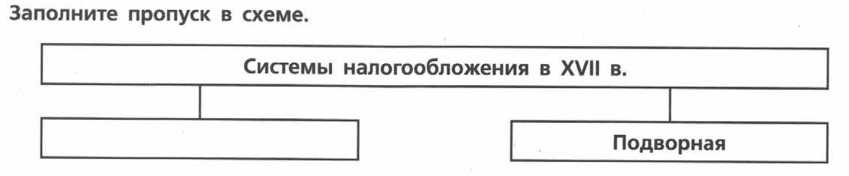 Заполните пропуск в схеме.
Системы налогообложения в XVII в.
Подворная